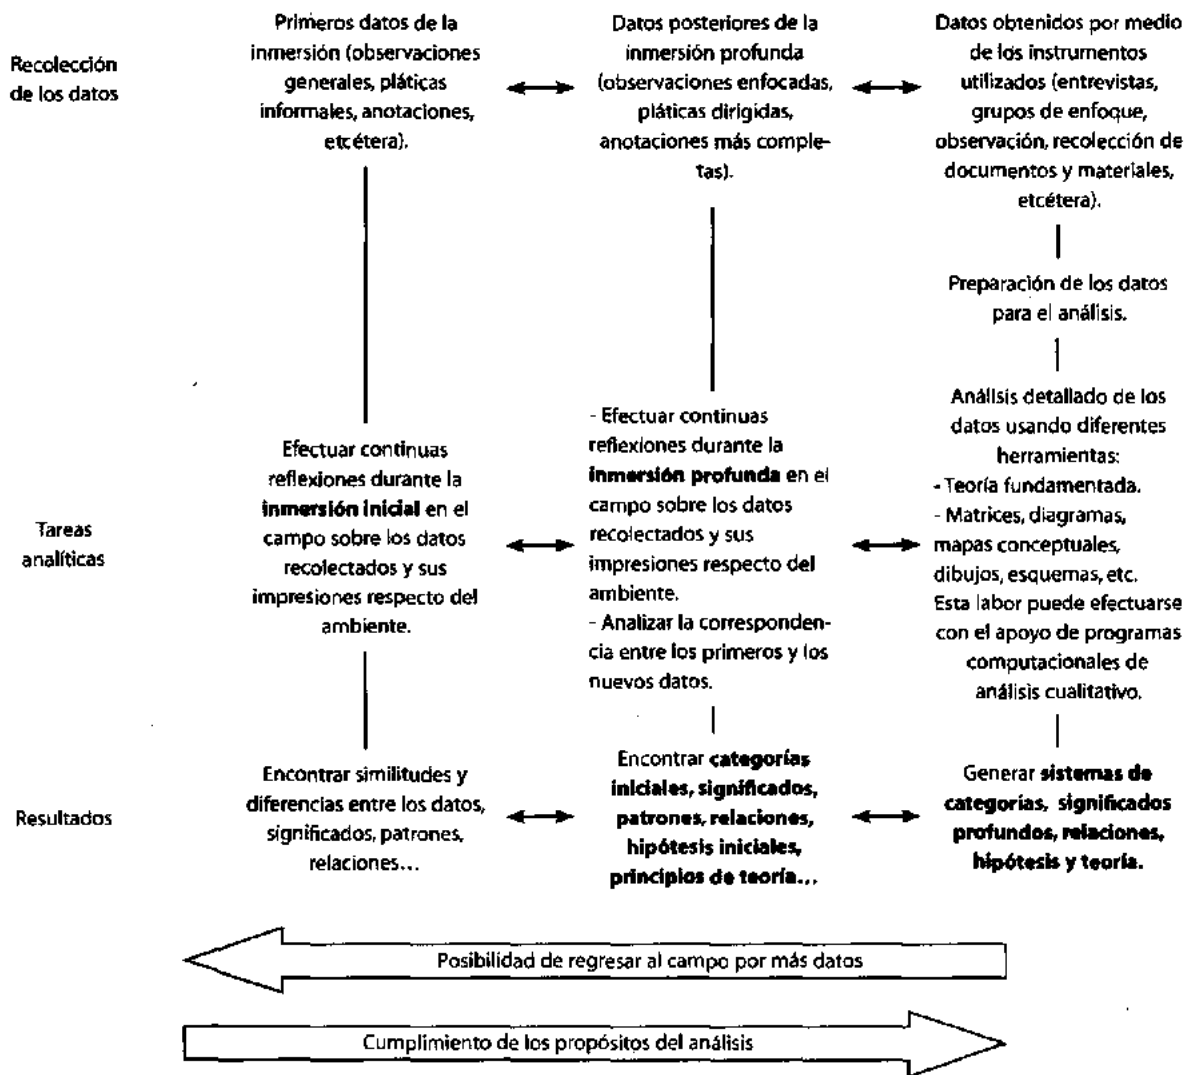 Recolección
de los datos
Primeros datos de la
inmersión (observaciones
generales, pláticas
informales, anotaciones,
etcétera).
Datos posteriores de la
inmersión profunda
(observaciones enfocadas,
pláticas dirigidas,
anotaciones más comple-
tas).
Datos obtenidos por medio
de los instrumentos
utilizados (entrevistas,
grupos de enfoque,
observación, recolección de
documentos y materiales,
etcétera).
Preparación de los datos
para el análisis.
Tareas
analíticas
Efectuar continuas
reflexiones durante la
inmersión inicial en el
campo sobre los datos
recolectados y sus
impresiones respecto del
ambiente.
- Efectuar continuas
reflexiones durante la
inmersión profunda en el
campo sobre los datos
recolectados y sus
impresiones respecto del
ambiente.
- Analizar la corresponden-
cia entre los primeros y los
nuevos datos.
Análisis detallado de los
datos usando diferentes
herramientas:
- Teoría fundamentada.
- Matrices, diagramas,
mapas conceptuales,
dibujos, esquemas, etc.
Esta labor puede efectuarse
con el apoyo de programas
computacionales de
análisis cualitativo.
Resultados
Encontrar similitudes y
diferencias entre los datos,
significados, patrones,
relaciones...
Encontrar categorías
iniciales, significados,
patrones, relaciones,
hipótesis iniciales,
principios de teoría...
Generar sistemas de
categorías, significados
profundos, relaciones,
hipótesis y teoría.
Posibilidad de regresar al campo por más datos
Cumplimiento de los propósitos del análisis